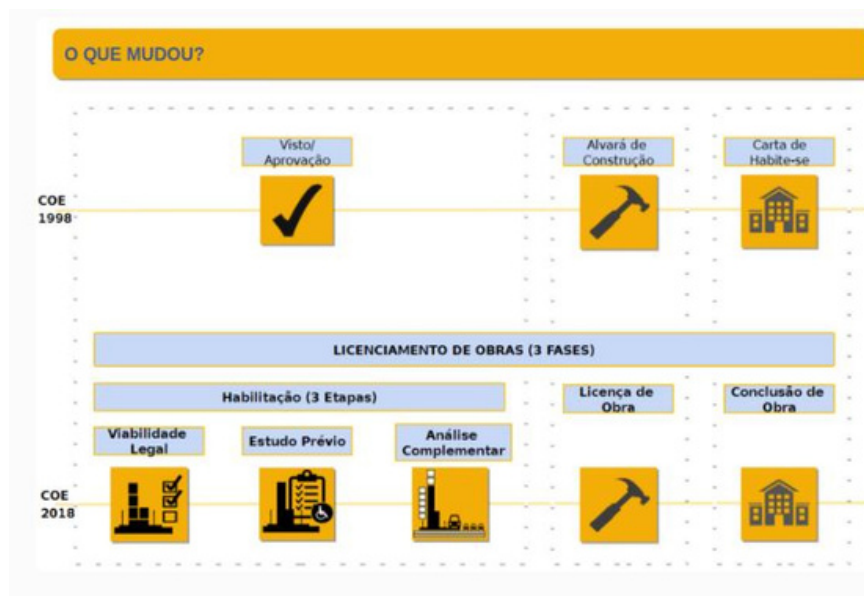 O QUE MUDOU?
Visto/
Aprovação
Alvará de
Construção
Carta de
Habite-se
COE
1998
LICENCIAMENTO DE OBRAS (3 FASES)
Habilitação (3 Etapas)
Licença de
Obra
Conclusão de
Obra
Viabilidade
Legal
Estudo Prévio
Análise
Complementar
COE
2018